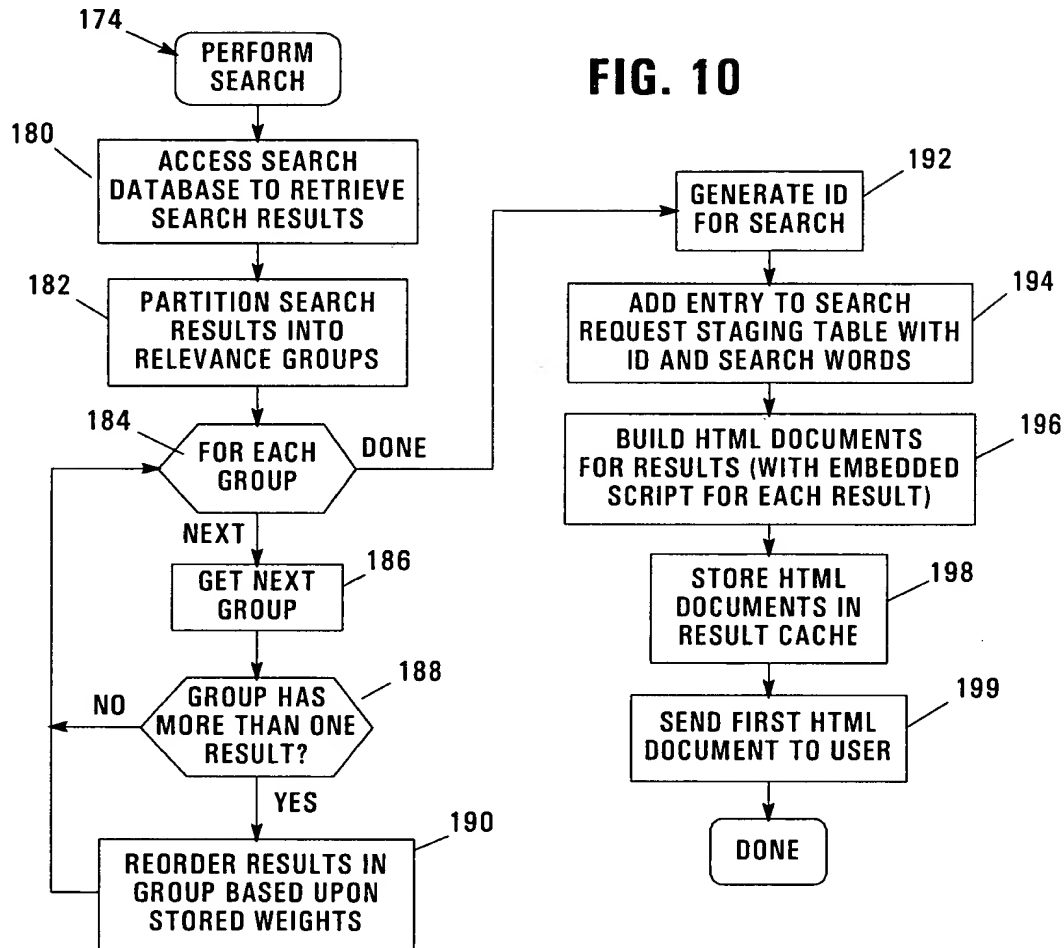 174
PERFORM
SEARCH
FIG. 10
180
ACCESS SEARCH
DATABASE TO RETRIEVE
SEARCH RESULTS
182
PARTITION SEARCH
RESULTS INTO
RELEVANCE GROUPS
184
FOR EACH
GROUP
DONE
NEXT
186
GET NEXT
GROUP
188
GROUP HAS
MORE THAN ONE
RESULT?
NO
YES
190
REORDER RESULTS IN
GROUP BASED UPON
STORED WEIGHTS
192
GENERATE ID
FOR SEARCH
194
ADD ENTRY TO SEARCH
REQUEST STAGING TABLE WITH
ID AND SEARCH WORDS
196
BUILD HTML DOCUMENTS
FOR RESULTS (WITH EMBEDDED
SCRIPT FOR EACH RESULT)
198
STORE HTML
DOCUMENTS IN
RESULT CACHE
199
SEND FIRST HTML
DOCUMENT TO USER
DONE